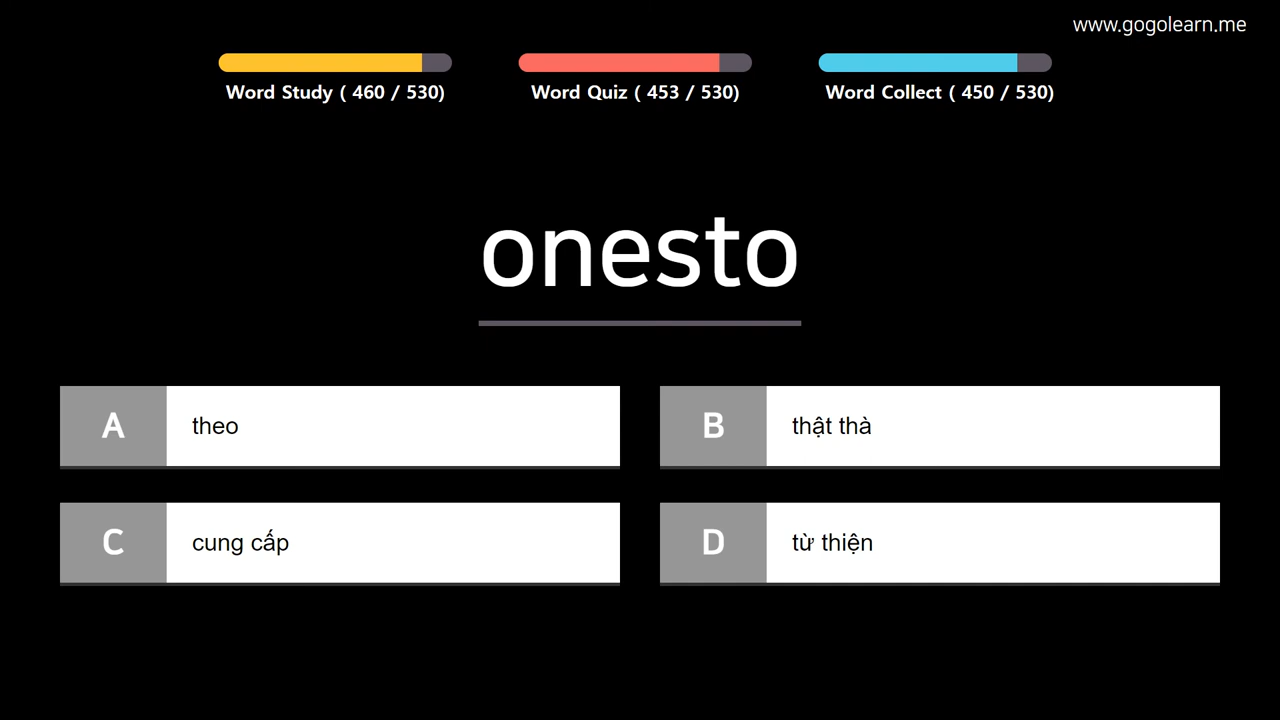 www.gogolearn.me
Word Study ( 460 / 530)
Word Quiz ( 453 / 530)
Word Collect ( 450 / 530)
onesto
A theo
B thật thà
C cung cấp
D từ thiện